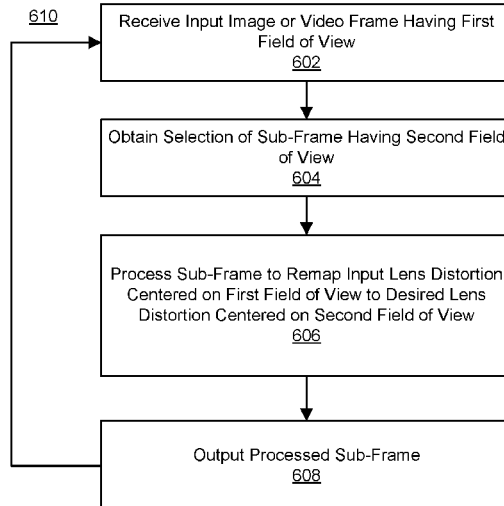 610
Receive Input Image or Video Frame Having First
Field of View
602
Obtain Selection of Sub-Frame Having Second Field
of View
604
Process Sub-Frame to Remap Input Lens Distortion
Centered on First Field of View to Desired Lens
Distortion Centered on Second Field of View
606
Output Processed Sub-Frame
608